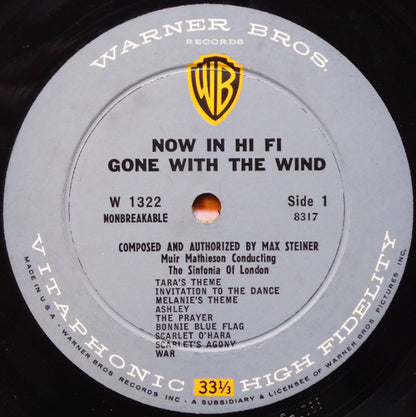 WARNER BROS.
RECORDS
WB
NOW IN HI FI
GONE WITH THE WIND
W 1322
NONBREAKABLE
Side 1
8317
COMPOSED AND AUTHORIZED BY MAX STEINER
Muir Mathieson Conducting
The Sinfonia Of London
TARA'S THEME
INVITATION TO THE DANCE
MELANIE'S THEME
ASHLEY
THE PRAYER
BONNIE BLUE FLAG
SCARLET O'HARA
SCARLET'S AGONY
WAR
VITAPHONIC 33⅓ HIGH FIDELITY
MADE IN U.S.A. • WARNER BROS. RECORDS INC. • A SUBSIDIARY & LICENSEE OF WARNER BROS. PICTURES INC.